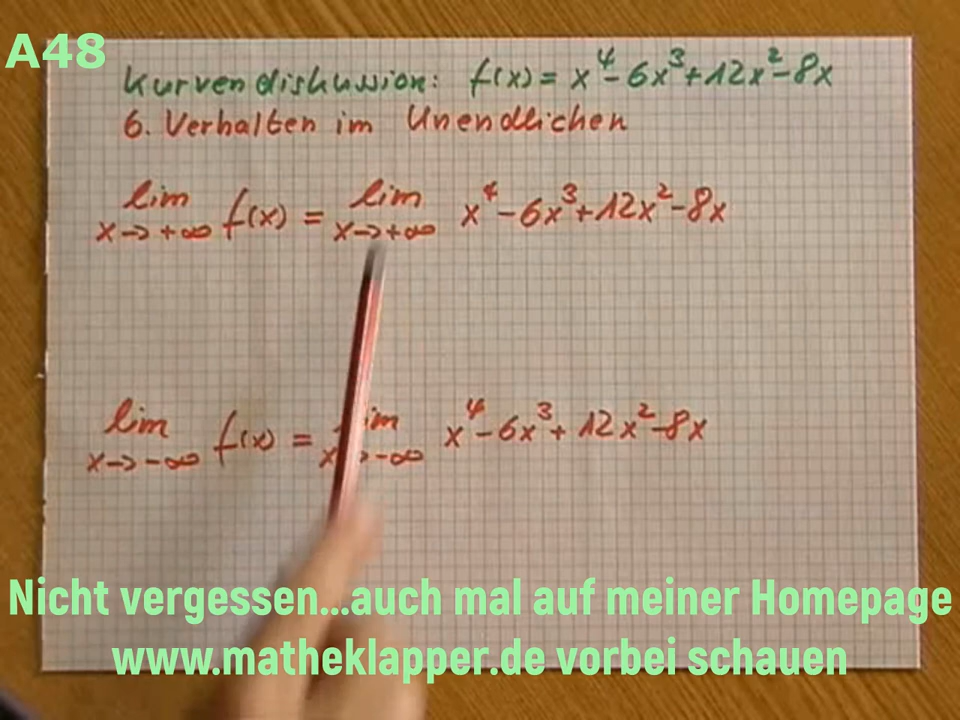 A48
Kurvendiskussion: f(x) = x⁴ - 6x³ + 12x² - 8x
6. Verhalten im Unendlichen
lim f(x) = lim x⁴ - 6x³ + 12x² - 8x
x→+∞ x→+∞
lim f(x) = lim x⁴ - 6x³ + 12x² - 8x
x→-∞ x→-∞
Nicht vergessen...auch mal auf meiner Homepage
www.matheklapper.de vorbei schauen